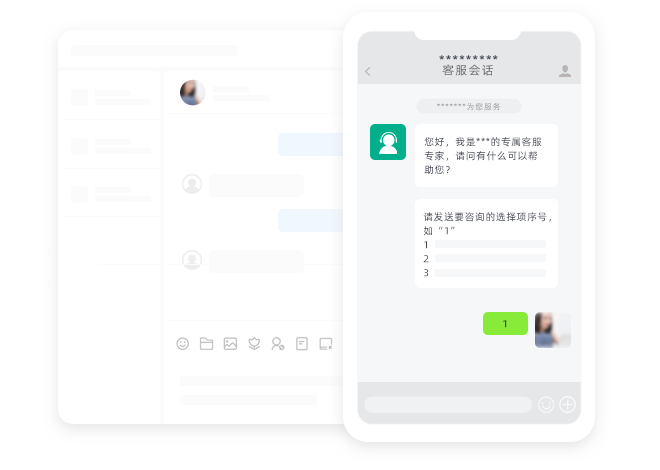 *********
客服会话
*******为您服务
您好，我是***的专属客服
专家，请问有什么可以帮
助您？
请发送要咨询的选择项序号，
如“1”
1
2
3
1